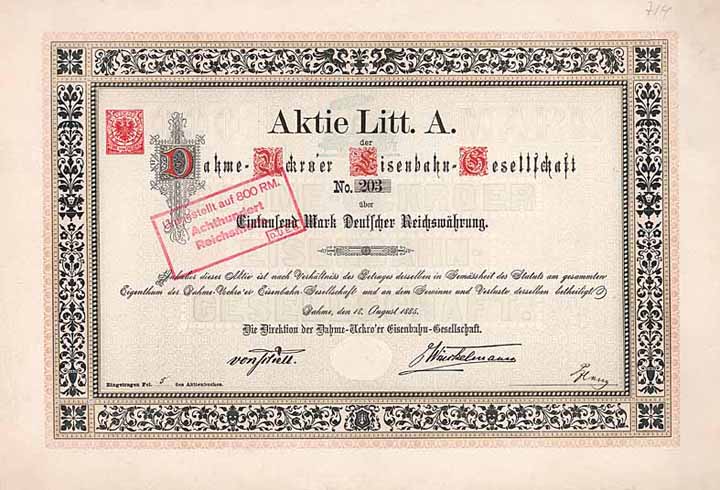 714
Aktie Litt. A.
der
Dahme-Uckro'er Eisenbahn-Gesellschaft
No. 203
über
Eintausend Mark Deutscher Reichswährung.
auf 800 RM.
Achthundert
Inhaber dieser Aktie ist nach Verhältniss des Betrages derselben in Gemässheit des Statuts am gesammten
Eigenthum der Dahme-Uckro'er Eisenbahn-Gesellschaft und an dem Gewinne und Verluste derselben betheiligt.
Dahme, den 18. August 1885.
Die Direktion der Dahme-Uckro'er Eisenbahn-Gesellschaft.
Winckelmann
Eingetragen Fol. 5 des Aktienbuches.